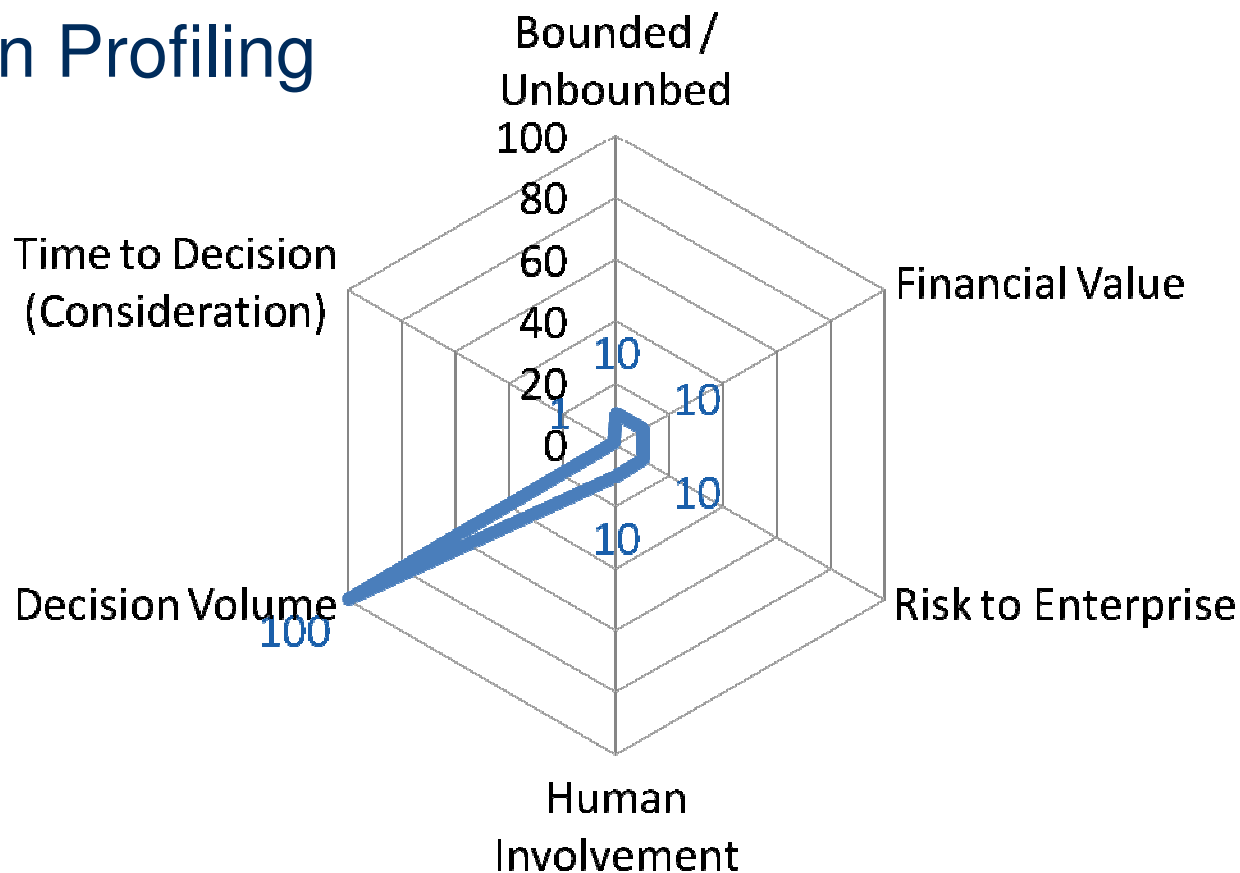 n Profiling
Bounded /
Unbounbed
100
80
60
40
20
0
10
10
10
10
100
1
Financial Value
Risk to Enterprise
Human
Involvement
Decision Volume
Time to Decision
(Consideration)